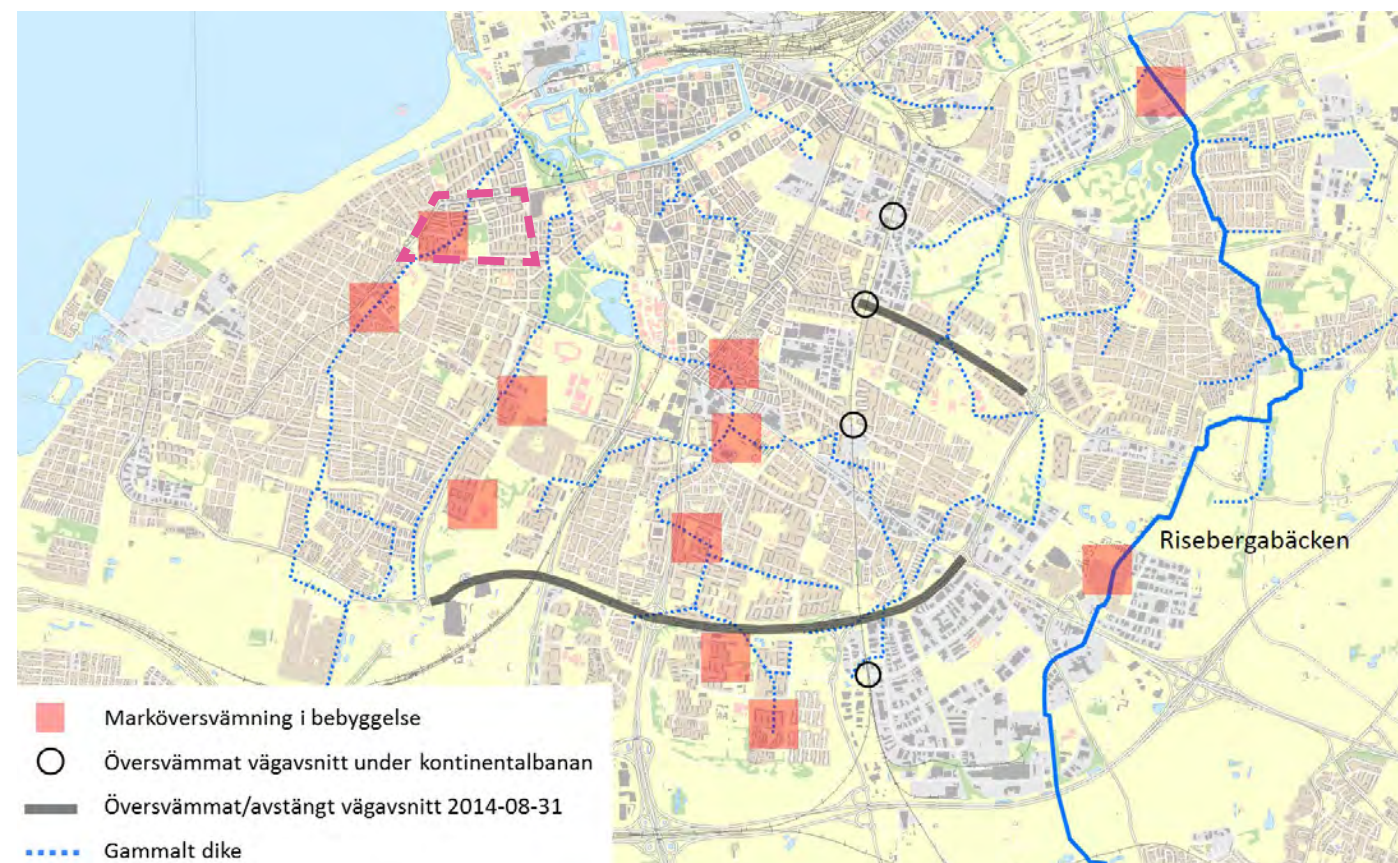 Risebergabäcken
Marköversvämning i bebyggelse
Översvämmat vägavsnitt under kontinentalbanan
Översvämmat/avstängt vägavsnitt 2014-08-31
Gammalt dike